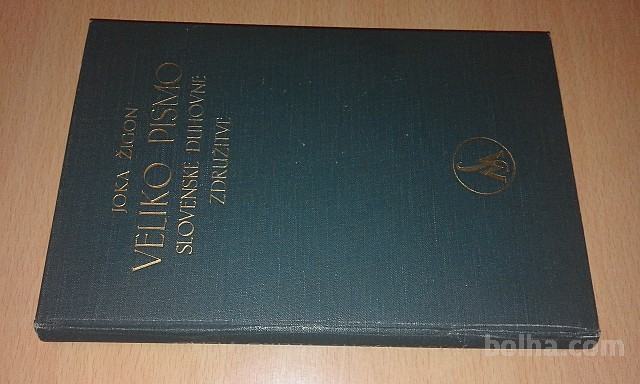 JOKA ŽIGON
VELIKO PISMO
SLOVENSKE DUHOVNE
ZDRUŽITVE
bolha.com